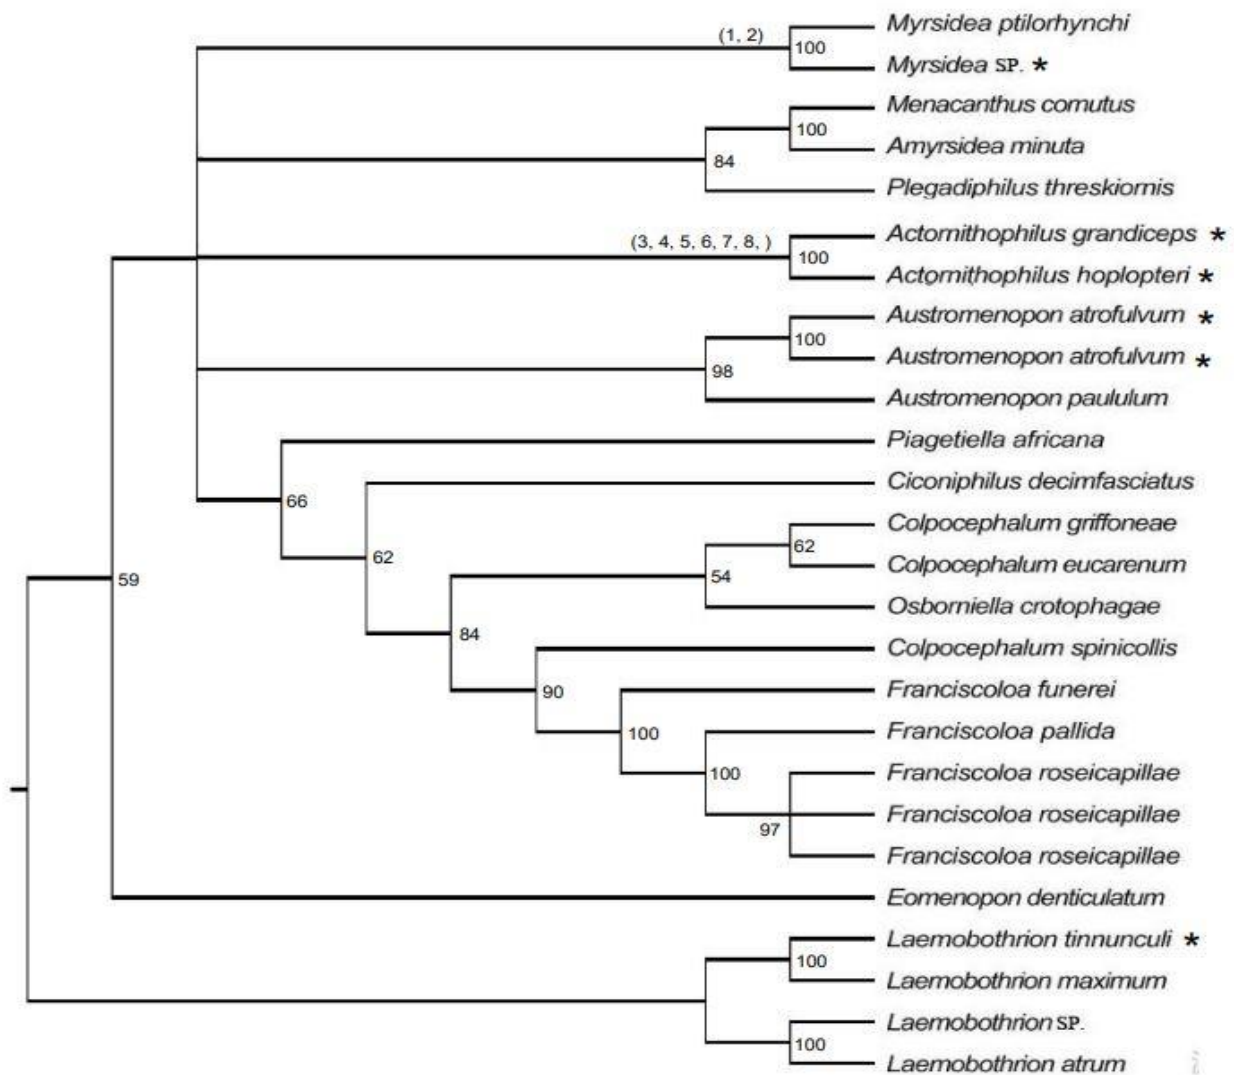 Myrsidea ptilorhynchi
(1, 2)
100
Myrsidea SP. *
Menacanthus cornutus
100
Amyrsidea minuta
84
Plegadiphilus threskiornis
Actornithophilus grandiceps *
(3, 4, 5, 6, 7, 8, )
100
Actornithophilus hoplopteri *
Austromenopon atrofulvum *
100
Austromenopon atrofulvum *
98
Austromenopon paululum
Piagetiella africana
66
Ciconiphilus decimfasciatus
Colpocephalum griffoneae
62
62
Colpocephalum eucarenum
59
54
Osborniella crotophagae
84
Colpocephalum spinicollis
90
Franciscoloa funerei
100
Franciscoloa pallida
100
Franciscoloa roseicapillae
Franciscoloa roseicapillae
97
Franciscoloa roseicapillae
Eomenopon denticulatum
Laemobothrion tinnunculi *
100
Laemobothrion maximum
Laemobothrion SP.
100
Laemobothrion atrum